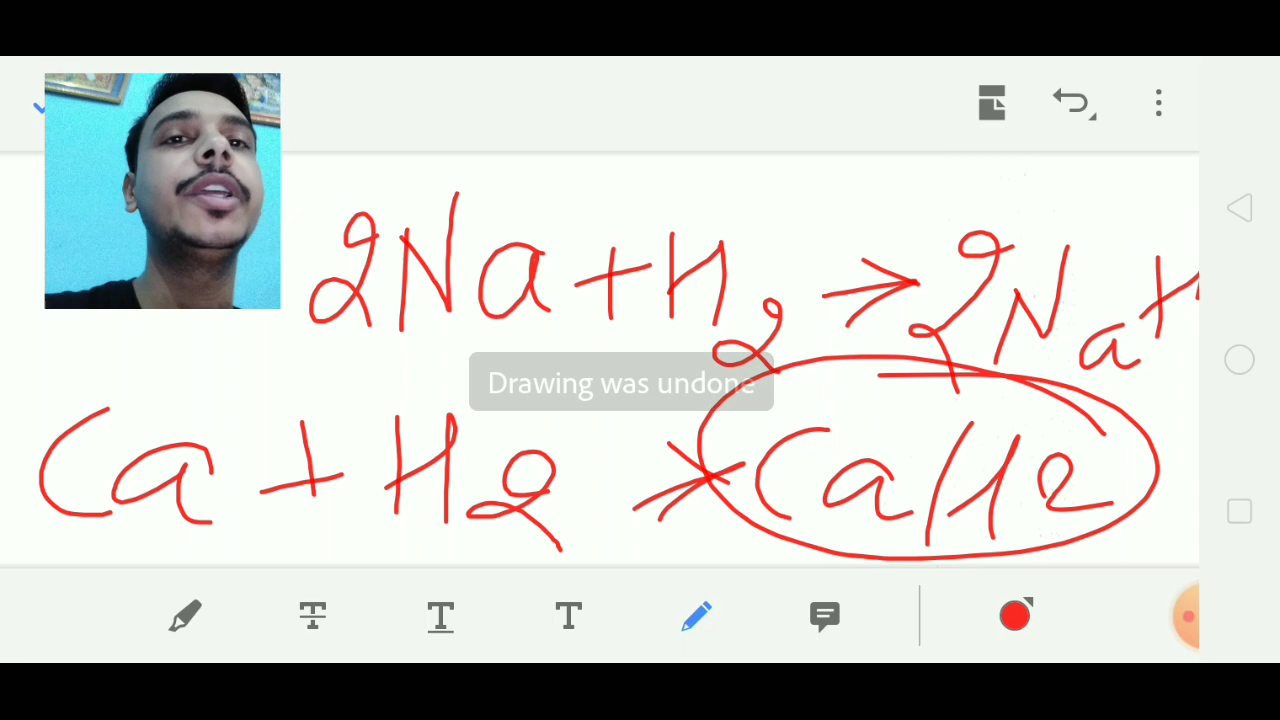 2Na + H2 → 2Na+
Drawing was undone
Ca + H2 → CaH2
T T T